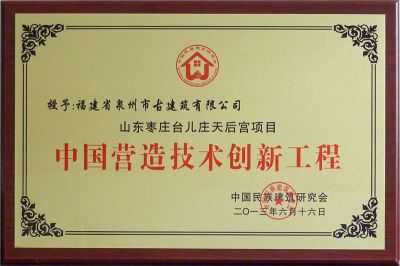 授予:福建省泉州市古建筑有限公司
山东枣庄台儿庄天后宫项目
中国营造技术创新工程
中国民族建筑研究会
二〇一三年六月十六日